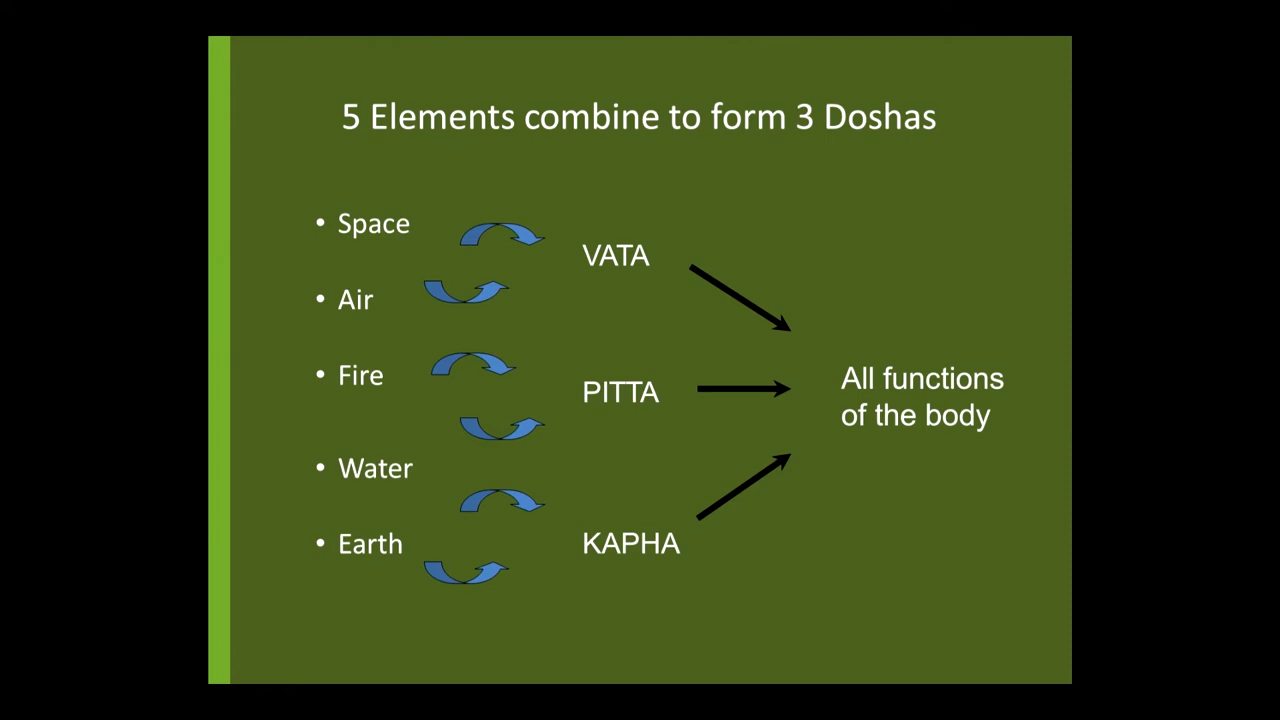 5 Elements combine to form 3 Doshas
• Space
VATA
• Air
• Fire
PITTA
All functions
of the body
• Water
• Earth
KAPHA